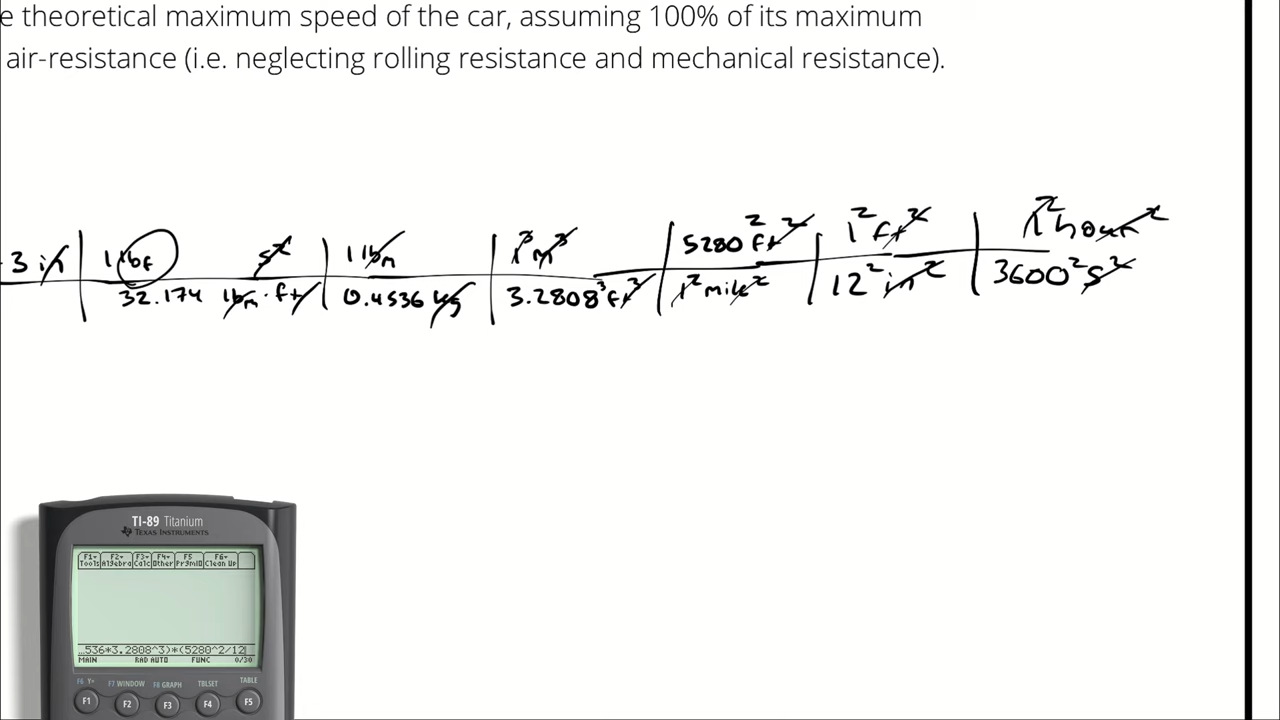 e theoretical maximum speed of the car, assuming 100% of its maximum
air-resistance (i.e. neglecting rolling resistance and mechanical resistance).
3 in | 1 lbf s² | 1 lbm | 1³ m³ | 5280² ft² | 1² ft² | 1² hour²
32.174 lbm·ft | 0.4536 kg | 3.2808³ ft³ | 1² mile² | 12² in² | 3600² s²
TI-89 Titanium
TEXAS INSTRUMENTS
F1 F2 F3 F4 F5 F6
Tools Algebra Calc Other PrgmIO Clean Up
…536*3.2808^3)*(5280^2/12
MAIN RAD AUTO FUNC 0/30
F6 F7 WINDOW F8 GRAPH TBLSET TABLE
F1 F2 F3 F4 F5